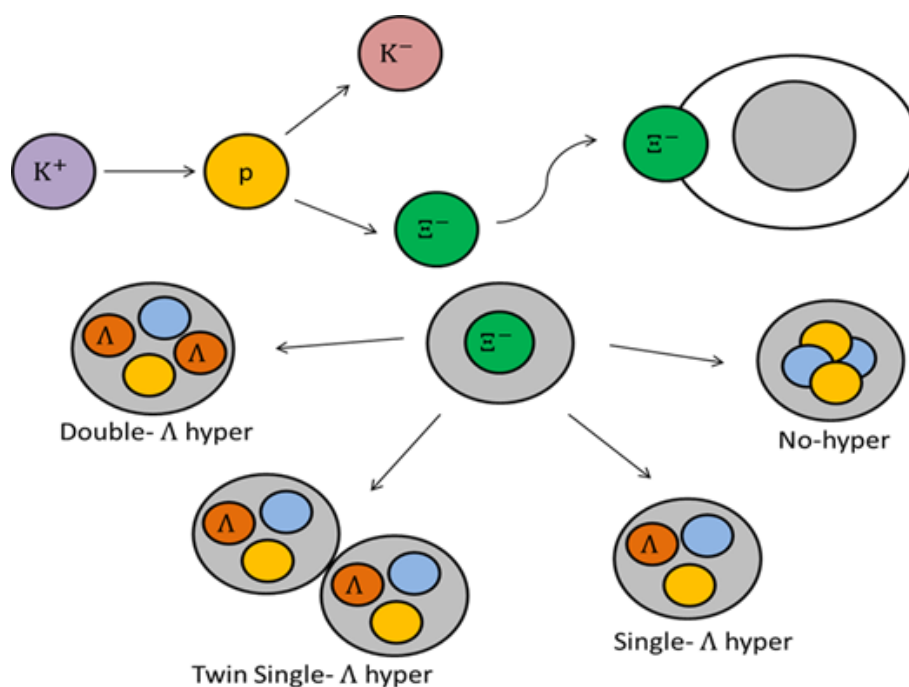 K⁻
K⁺
p
Ξ⁻
Ξ⁻
Λ
Λ
Ξ⁻
Double- Λ hyper
No-hyper
Λ
Λ
Λ
Twin Single- Λ hyper
Single- Λ hyper